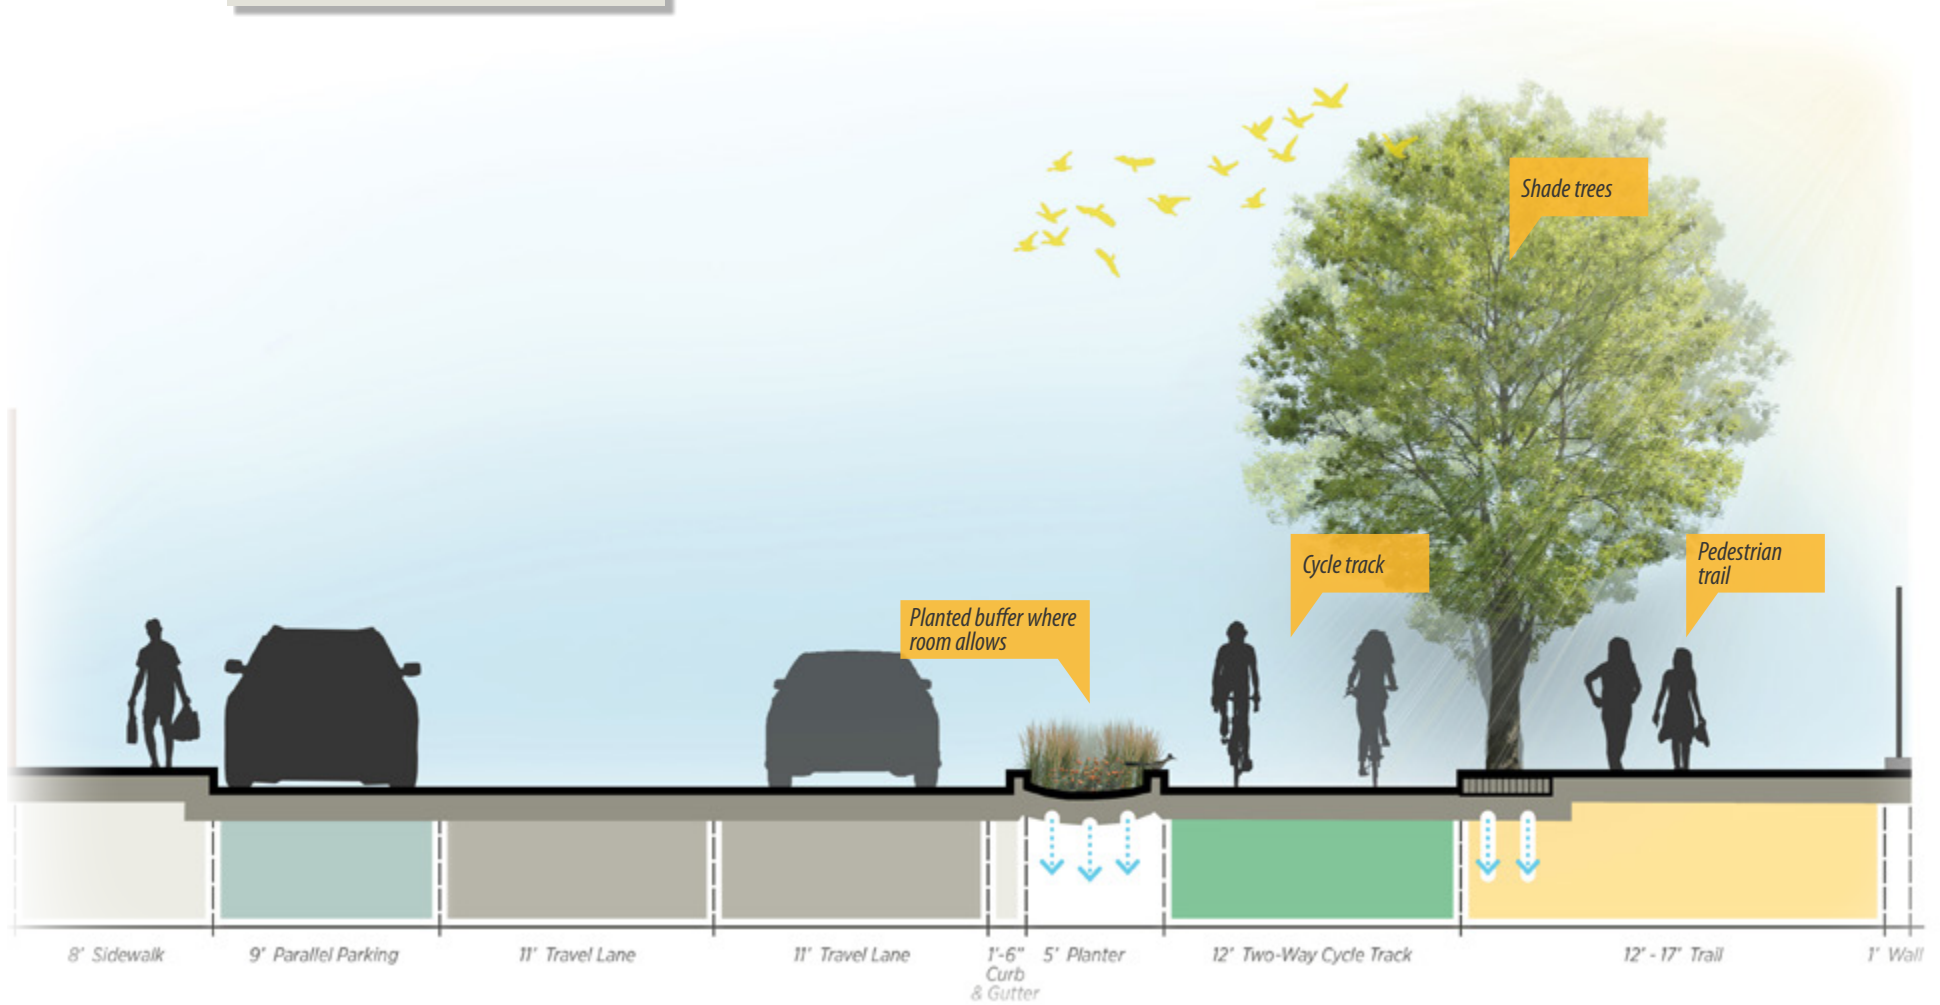 Shade trees
Cycle track
Pedestrian
trail
Planted buffer where
room allows
8' Sidewalk
9' Parallel Parking
11' Travel Lane
11' Travel Lane
1'-6"
Curb
& Gutter
5' Planter
12' Two-Way Cycle Track
12' - 17' Trail
1' Wall